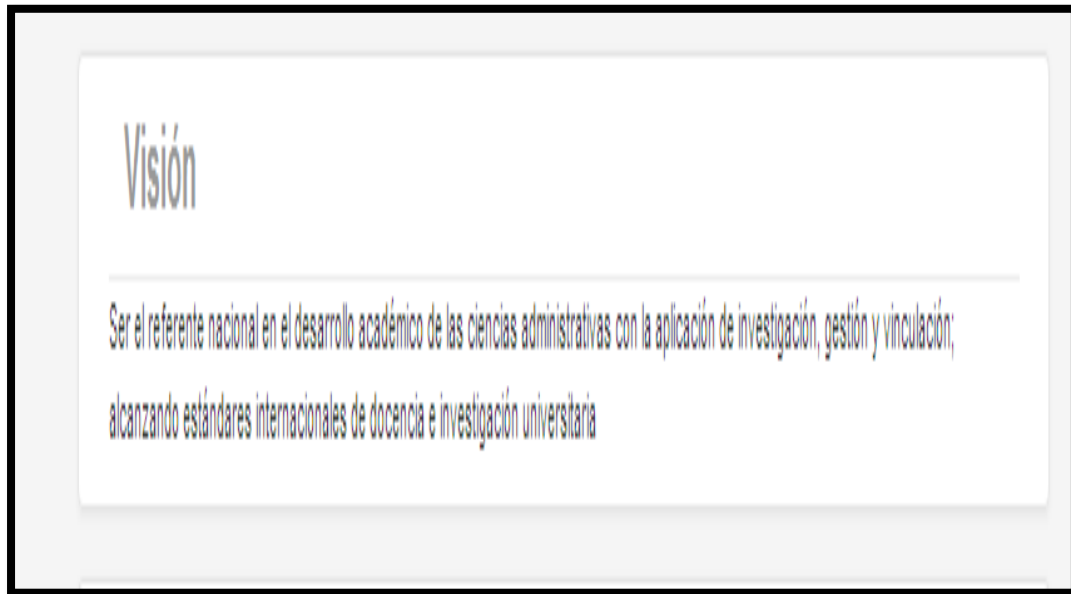 Visión
Ser el referente nacional en el desarrollo académico de las ciencias administrativas con la aplicación de investigación, gestión y vinculación;
alcanzando estándares internacionales de docencia e investigación universitaria